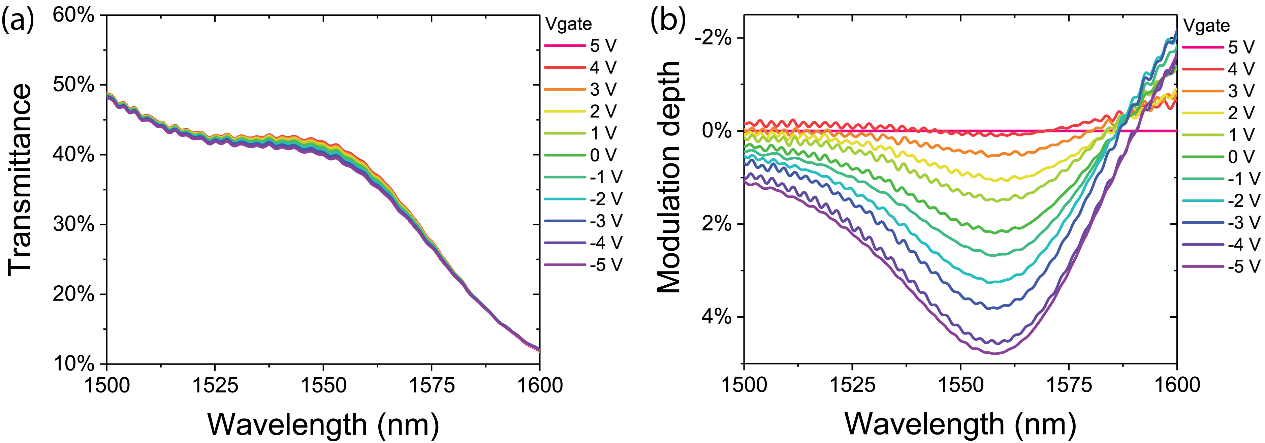 (a)
60%
50%
40%
30%
20%
10%
Transmittance
1500
1525
1550
1575
1600
Wavelength (nm)
Vgate
5 V
4 V
3 V
2 V
1 V
0 V
-1 V
-2 V
-3 V
-4 V
-5 V
(b)
-2%
0%
2%
4%
Modulation depth
1500
1525
1550
1575
1600
Wavelength (nm)
Vgate
5 V
4 V
3 V
2 V
1 V
0 V
-1 V
-2 V
-3 V
-4 V
-5 V